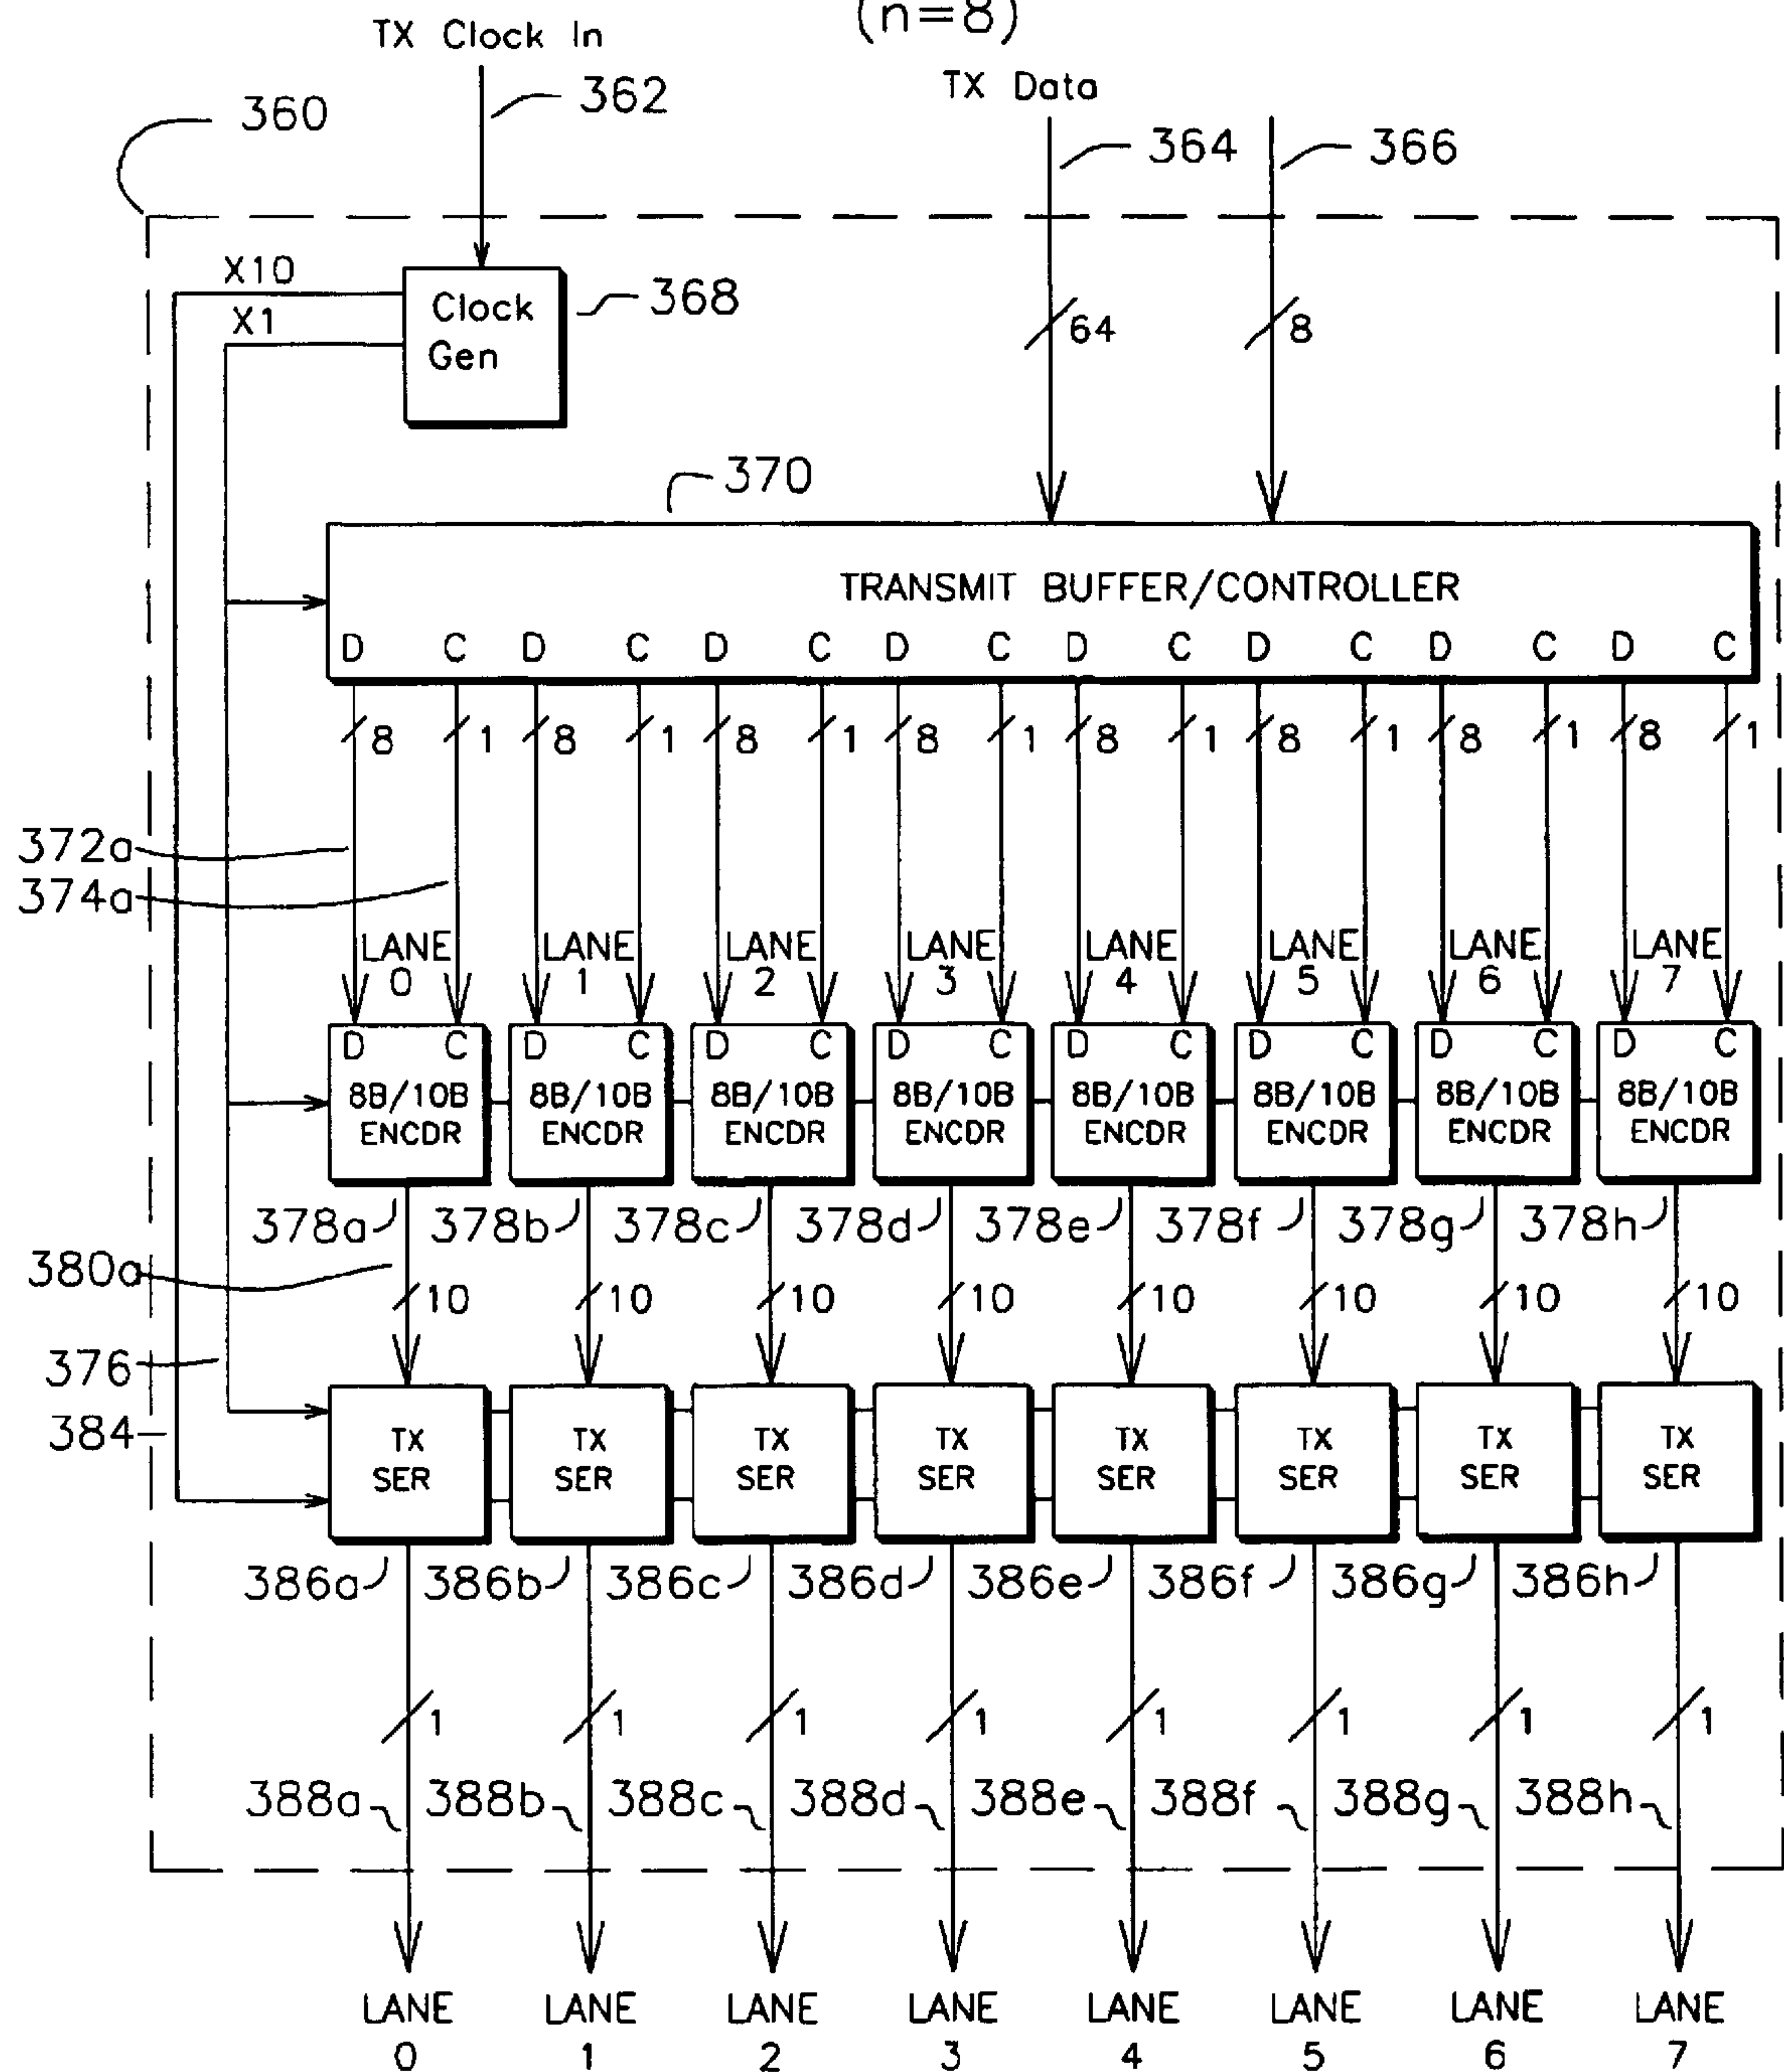 (n=8)
TX Clock In
TX Data
360
362
364
366
X10
X1
Clock
Gen
368
64
8
370
TRANSMIT BUFFER/CONTROLLER
D C D C D C D C D C D C D C D C
8 1 8 1 8 1 8 1 8 1 8 1 8 1 8 1
372a
374a
LANE LANE LANE LANE LANE LANE LANE LANE
0 1 2 3 4 5 6 7
D C D C D C D C D C D C D C D C
8B/10B 8B/10B 8B/10B 8B/10B 8B/10B 8B/10B 8B/10B 8B/10B
ENCDR ENCDR ENCDR ENCDR ENCDR ENCDR ENCDR ENCDR
378a 378b 378c 378d 378e 378f 378g 378h
380a
10 10 10 10 10 10 10 10
376
384
TX TX TX TX TX TX TX TX
SER SER SER SER SER SER SER SER
386a 386b 386c 386d 386e 386f 386g 386h
1 1 1 1 1 1 1 1
388a 388b 388c 388d 388e 388f 388g 388h
LANE LANE LANE LANE LANE LANE LANE LANE
0 1 2 3 4 5 6 7